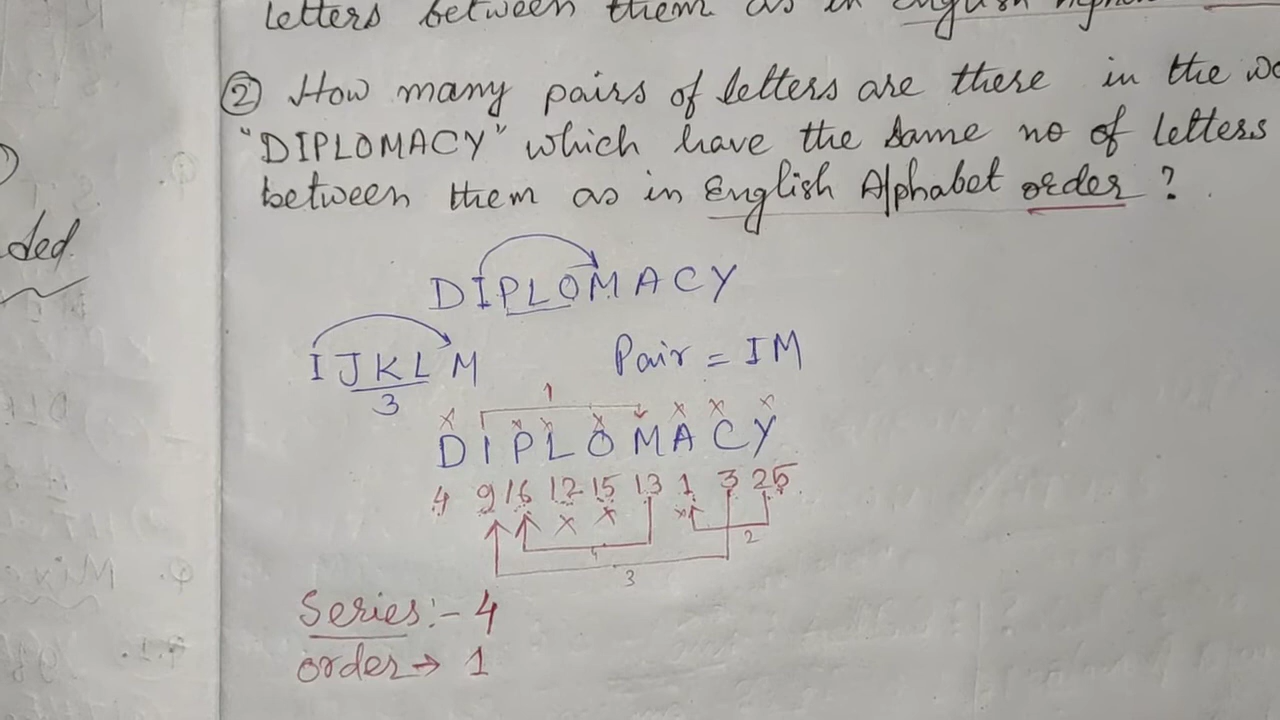 letters between them as in English
② How many pairs of letters are there in the
"DIPLOMACY" which have the same no of letters
between them as in English Alphabet order ?
ded.
DIPLOMACY
I J K L M
3
Pair = IM
1
x x x x x x x
D I P L O M A C Y
4 9 16 12 15 13 1 3 25
x x x
2
4
3
Series:- 4
order → 1